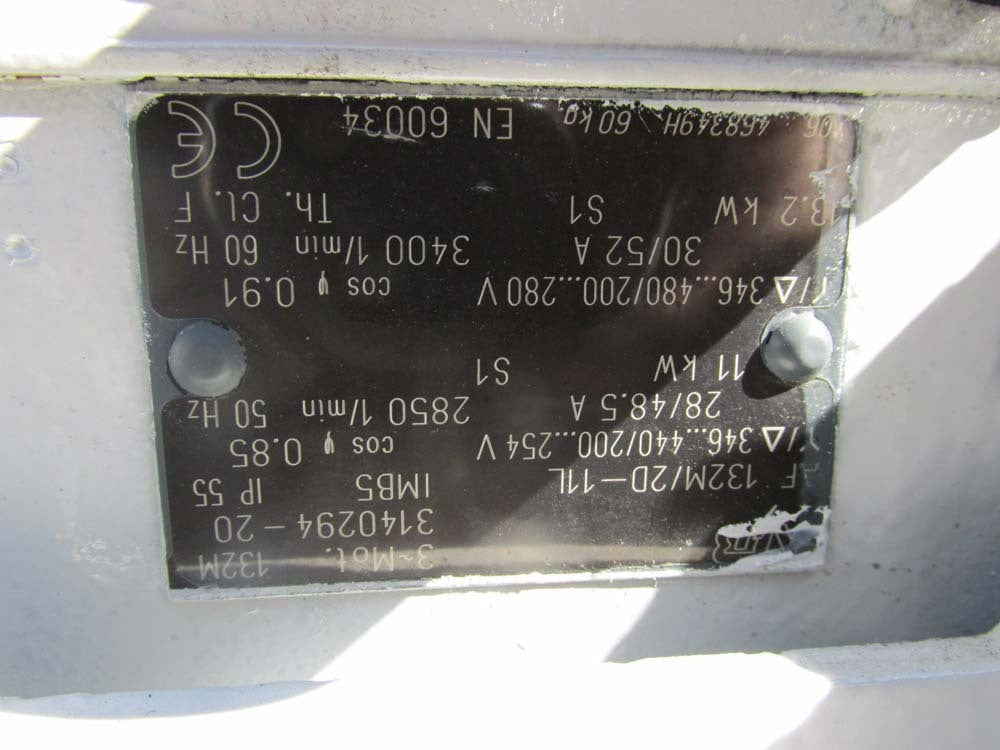 3~Mot. 132M
3140294-20
F 132M/2D-11L IMB5 IP 55
/△ 346...440/200...254 V cos φ 0.85
28/48.5 A 2850 1/min 50 Hz
11 kW S1
Y/△ 346...480/200...280 V cos φ 0.91
30/52 A 3400 1/min 60 Hz
13.2 kW S1 Th. Cl. F
06 468349H 60 kg EN 60034 CE